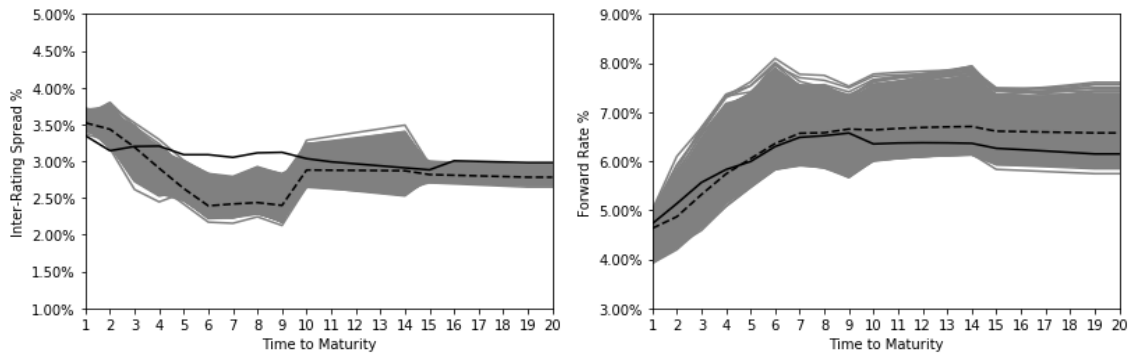 5.00%
4.50%
4.00%
3.50%
3.00%
2.50%
2.00%
1.50%
1.00%
Inter-Rating Spread %
1 2 3 4 5 6 7 8 9 10 11 12 13 14 15 16 17 18 19 20
Time to Maturity
9.00%
8.00%
7.00%
6.00%
5.00%
4.00%
3.00%
Forward Rate %
1 2 3 4 5 6 7 8 9 10 11 12 13 14 15 16 17 18 19 20
Time to Maturity